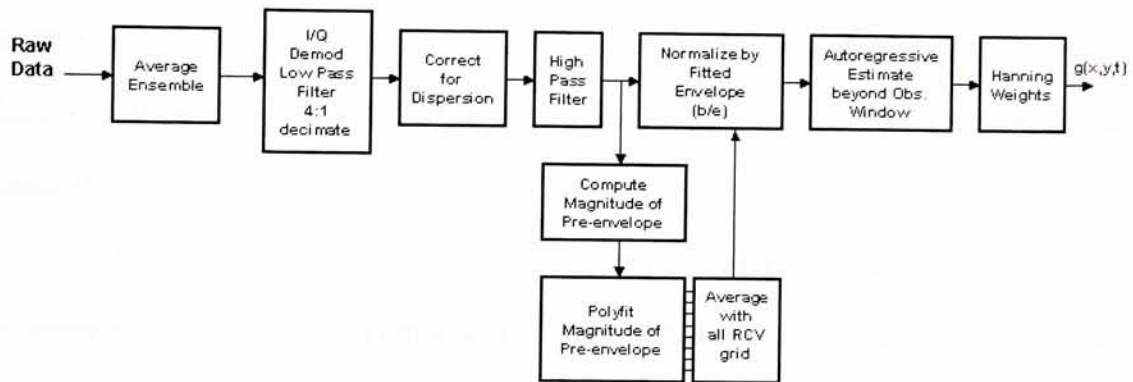 Raw
Data
Average
Ensemble
I/Q
Demod
Low Pass
Filter
4:1
decimate
Correct
for
Dispersion
High
Pass
Filter
Normalize by
Fitted
Envelope
(b/e)
Autoregressive
Estimate
beyond Obs.
Window
Hanning
Weights
g(x,y,t)
Compute
Magnitude of
Pre-envelope
Polyfit
Magnitude of
Pre-envelope
Average
with
all RCV
grid